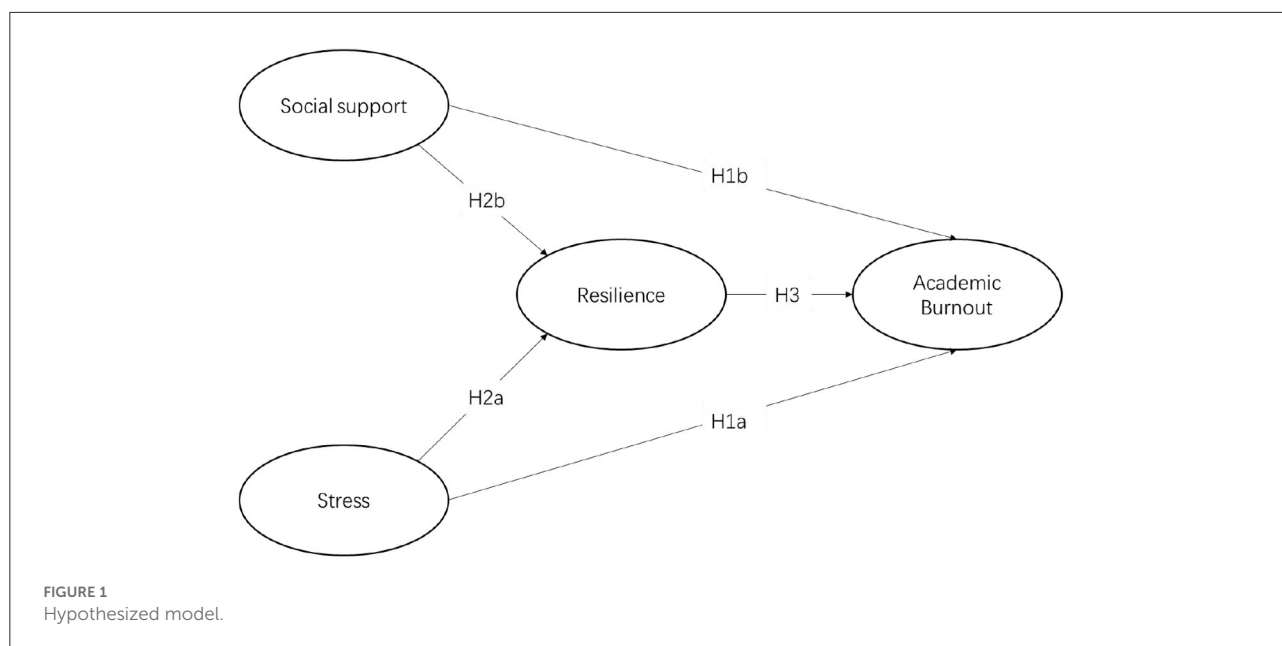 Social support
H1b
H2b
Resilience
H3
Academic
Burnout
H2a
H1a
Stress
FIGURE 1
Hypothesized model.